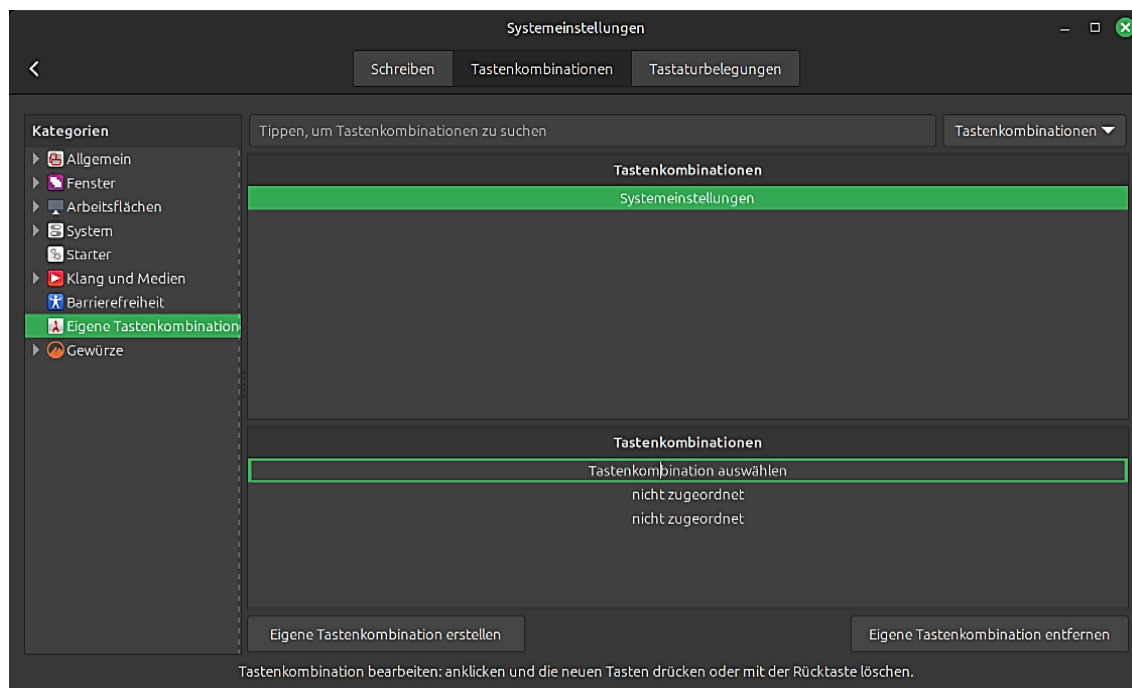 Systemeinstellungen
Schreiben Tastenkombinationen Tastaturbelegungen
Kategorien
Allgemein
Fenster
Arbeitsflächen
System
Starter
Klang und Medien
Barrierefreiheit
Eigene Tastenkombination
Gewürze
Tippen, um Tastenkombinationen zu suchen
Tastenkombinationen
Tastenkombinationen
Systemeinstellungen
Tastenkombinationen
Tastenkombination auswählen
nicht zugeordnet
nicht zugeordnet
Eigene Tastenkombination erstellen
Eigene Tastenkombination entfernen
Tastenkombination bearbeiten: anklicken und die neuen Tasten drücken oder mit der Rücktaste löschen.